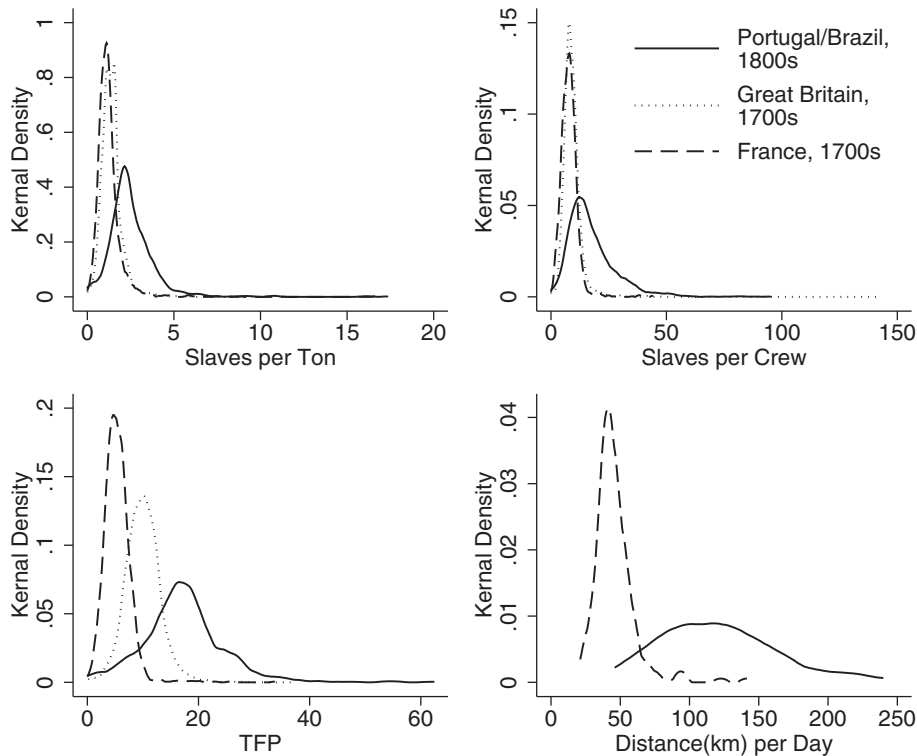 Kernal Density
1
.8
.6
.4
.2
0
0 5 10 15 20
Slaves per Ton
Kernal Density
.15
.1
.05
0
0 50 100 150
Slaves per Crew
Portugal/Brazil,
1800s
Great Britain,
1700s
France, 1700s
Kernal Density
.2
.15
.1
.05
0
0 20 40 60
TFP
Kernal Density
.04
.03
.02
.01
0
0 50 100 150 200 250
Distance(km) per Day